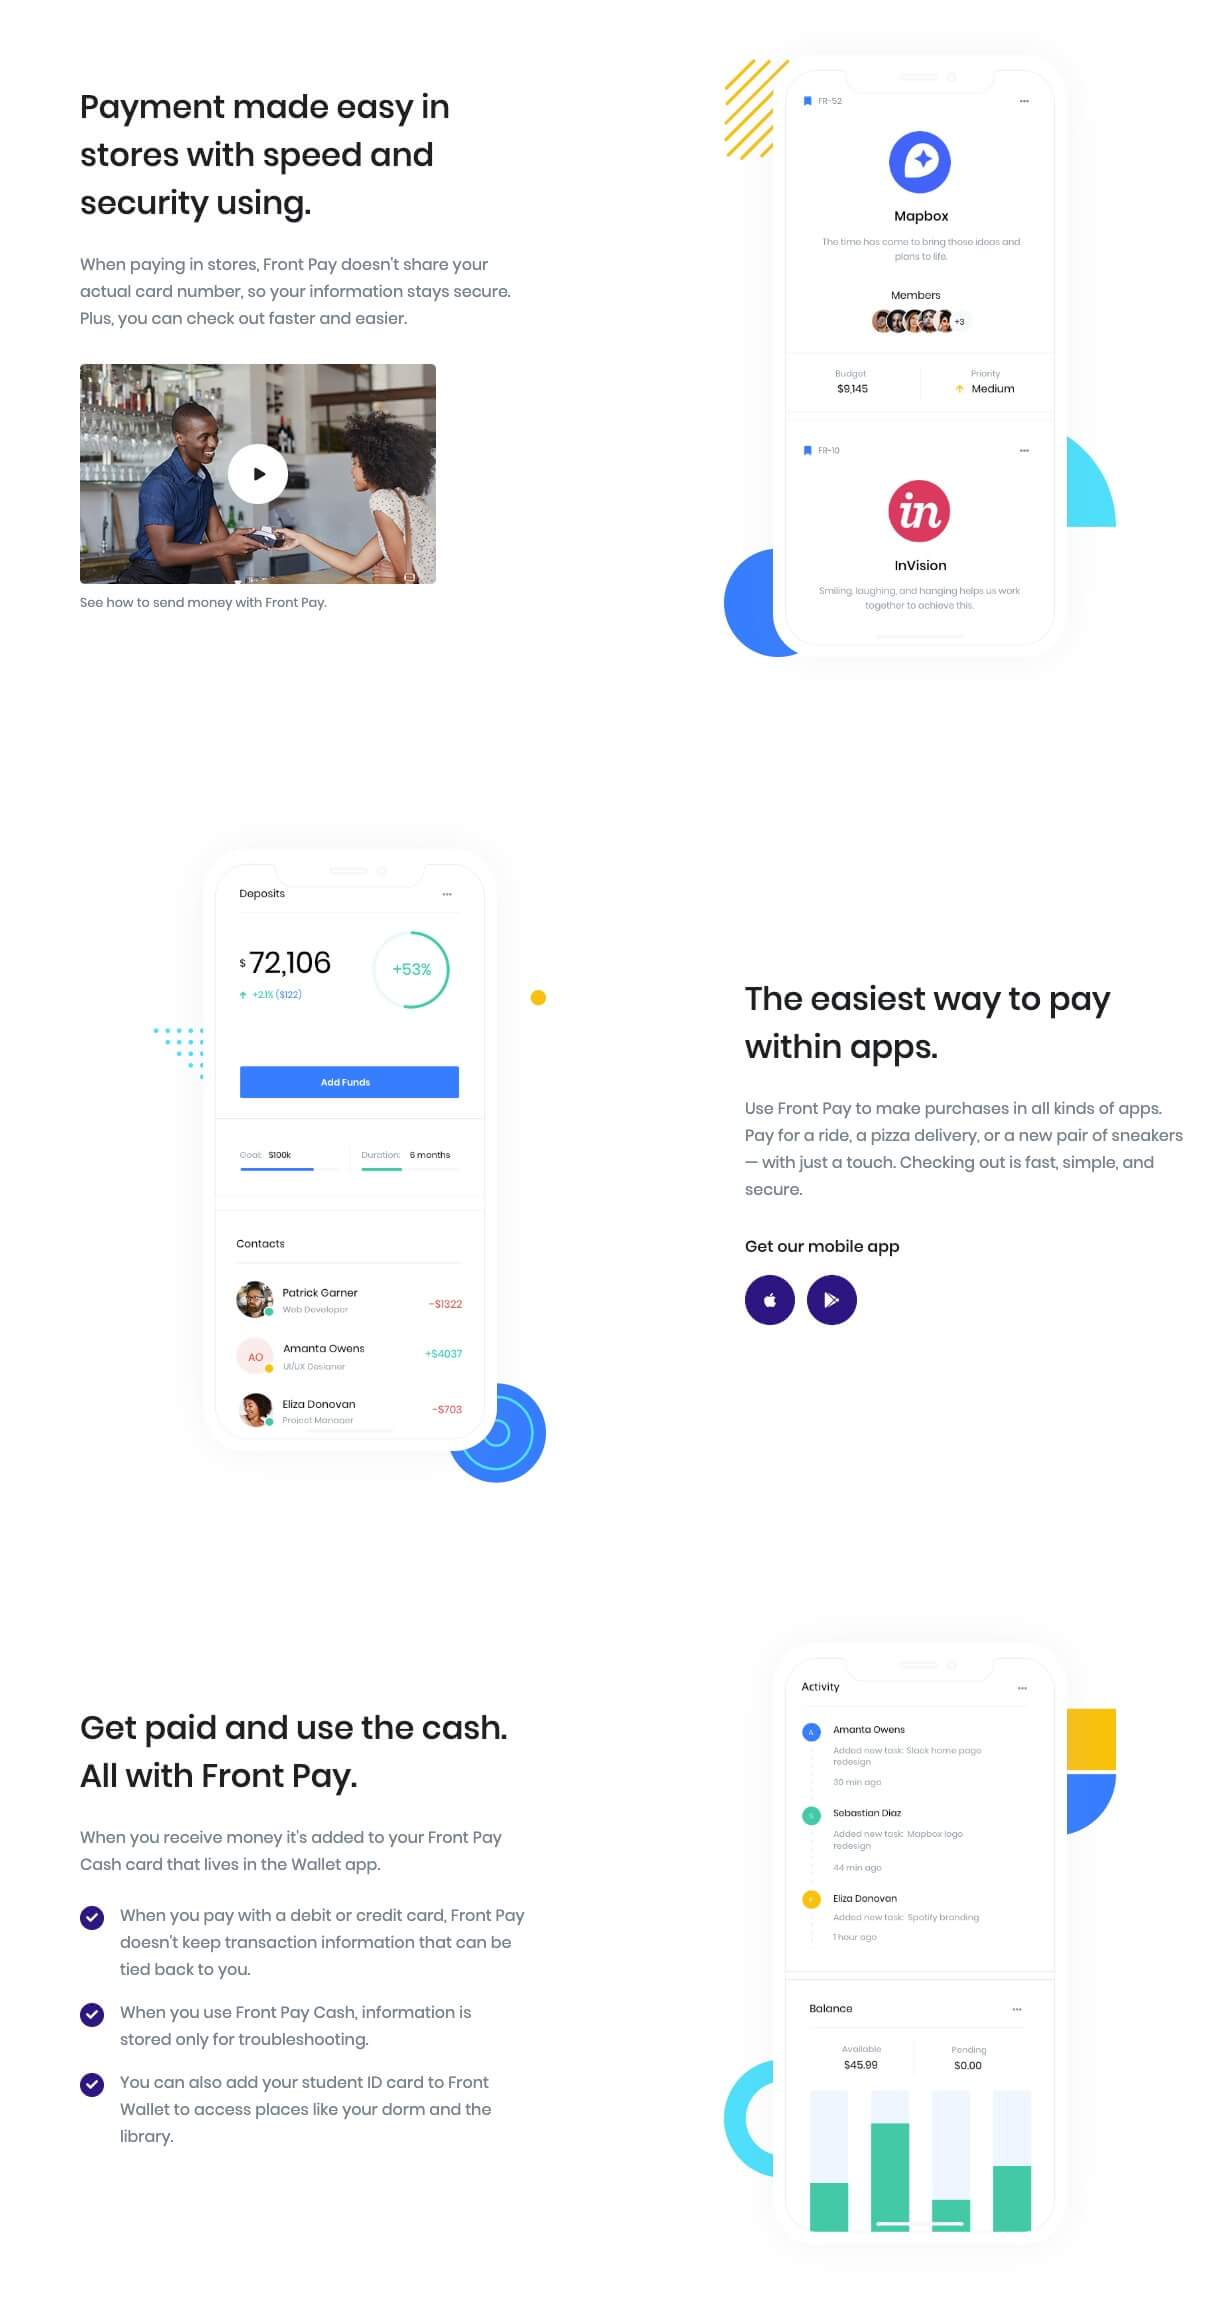 Payment made easy in
stores with speed and
security using.
When paying in stores, Front Pay doesn't share your
actual card number, so your information stays secure.
Plus, you can check out faster and easier.
See how to send money with Front Pay.
FR-52
Mapbox
The time has come to bring those ideas and
plans to life.
Members
+3
Budget
$9,145
Priority
Medium
FR-10
in
InVision
Smiling, laughing, and hanging helps us work
together to achieve this.
Deposits
$ 72,106
+2.1% ($122)
+53%
Add Funds
Goal: $100k
Duration: 6 months
Contacts
Patrick Garner
Web Developer
-$1322
AO
Amanta Owens
UI/UX Designer
+$4037
Eliza Donovan
Project Manager
-$703
The easiest way to pay
within apps.
Use Front Pay to make purchases in all kinds of apps.
Pay for a ride, a pizza delivery, or a new pair of sneakers
— with just a touch. Checking out is fast, simple, and
secure.
Get our mobile app
Get paid and use the cash.
All with Front Pay.
When you receive money it's added to your Front Pay
Cash card that lives in the Wallet app.
When you pay with a debit or credit card, Front Pay
doesn't keep transaction information that can be
tied back to you.
When you use Front Pay Cash, information is
stored only for troubleshooting.
You can also add your student ID card to Front
Wallet to access places like your dorm and the
library.
Activity
A
Amanta Owens
Added new task: Slack home page
redesign
30 min ago
Sebastian Diaz
Added new task: Mapbox logo
redesign
44 min ago
Eliza Donovan
Added new task: Spotify branding
1 hour ago
Balance
Available
$45.99
Pending
$0.00